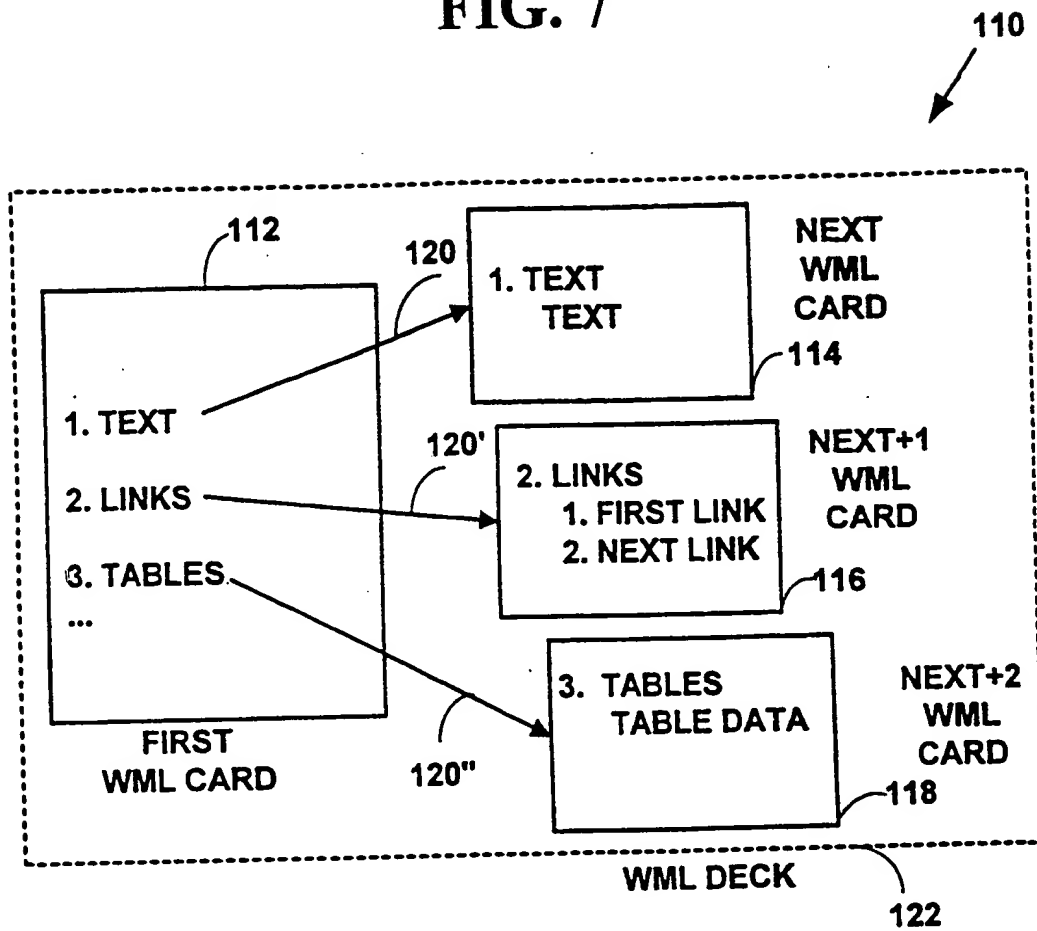 FIG. 7
110
112
120
1. TEXT
TEXT
NEXT
WML
CARD
114
1. TEXT
2. LINKS
3. TABLES
...
120'
2. LINKS
1. FIRST LINK
2. NEXT LINK
NEXT+1
WML
CARD
116
3. TABLES
TABLE DATA
NEXT+2
WML
CARD
118
FIRST
WML CARD
120"
WML DECK
122